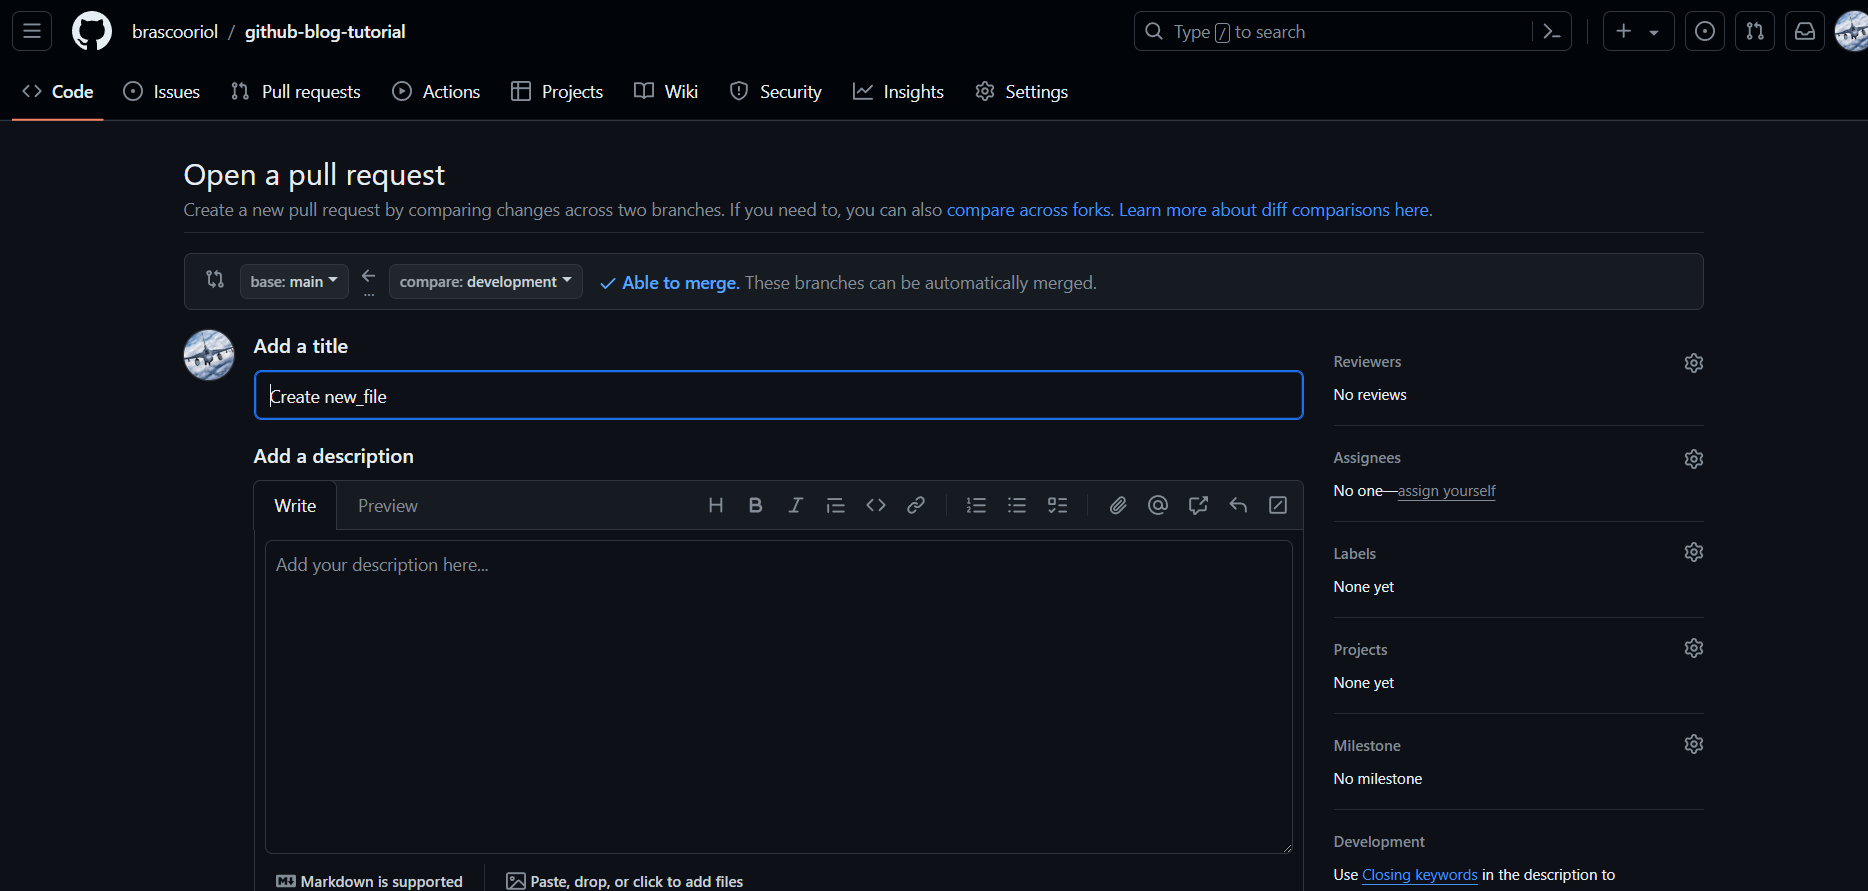 brascooriol / github-blog-tutorial
Type / to search
Code Issues Pull requests Actions Projects Wiki Security Insights Settings
Open a pull request
Create a new pull request by comparing changes across two branches. If you need to, you can also compare across forks. Learn more about diff comparisons here.
base: main ... compare: development Able to merge. These branches can be automatically merged.
Add a title
Create new_file
Add a description
Write Preview
Add your description here...
Markdown is supported Paste, drop, or click to add files
Reviewers
No reviews
Assignees
No one—assign yourself
Labels
None yet
Projects
None yet
Milestone
No milestone
Development
Use Closing keywords in the description to